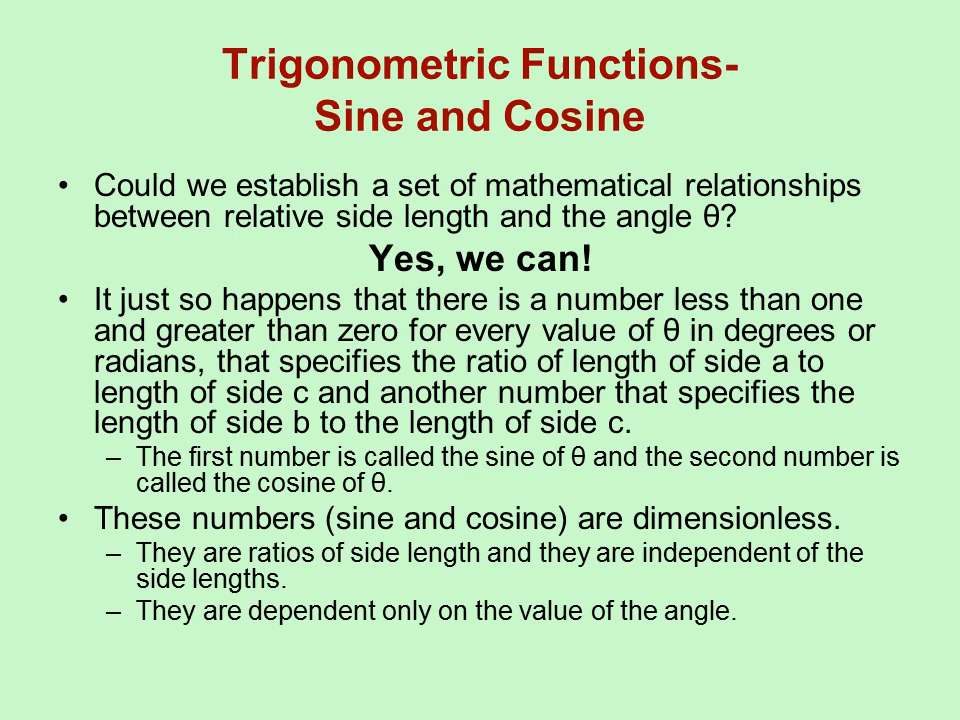 Trigonometric Functions-
Sine and Cosine
• Could we establish a set of mathematical relationships
between relative side length and the angle θ?
Yes, we can!
• It just so happens that there is a number less than one
and greater than zero for every value of θ in degrees or
radians, that specifies the ratio of length of side a to
length of side c and another number that specifies the
length of side b to the length of side c.
– The first number is called the sine of θ and the second number is
called the cosine of θ.
• These numbers (sine and cosine) are dimensionless.
– They are ratios of side length and they are independent of the
side lengths.
– They are dependent only on the value of the angle.